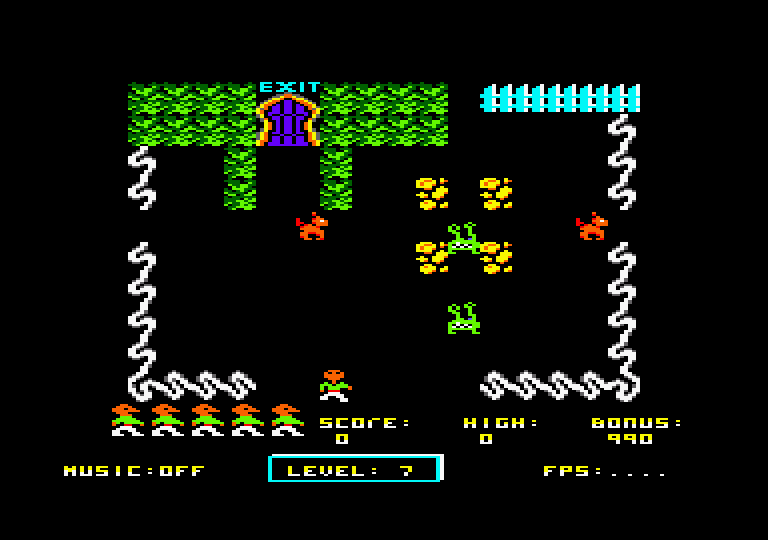 EXIT
SCORE: HIGH: BONUS:
0 0 990
MUSIC:OFF LEVEL: 7 FPS:....